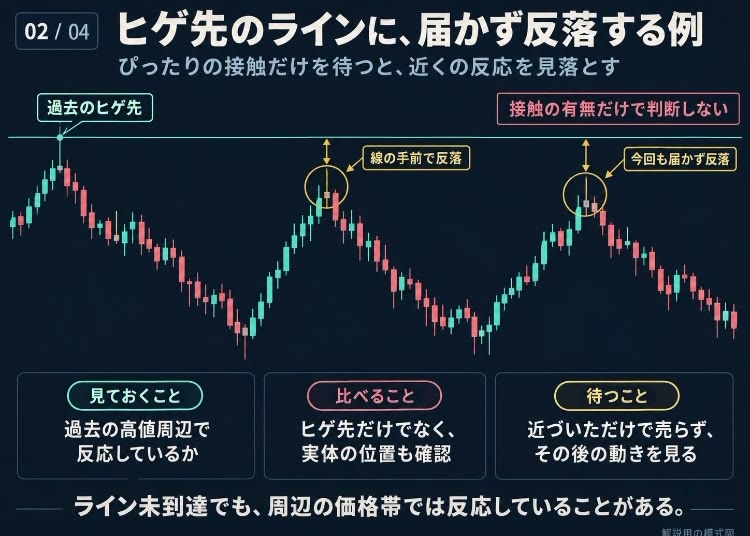 02 / 04
ヒゲ先のラインに、届かず反落する例
ぴったりの接触だけを待つと、近くの反応を見落とす
過去のヒゲ先
接触の有無だけで判断しない
線の手前で反落
今回も届かず反落
見ておくこと
過去の高値周辺で
反応しているか
比べること
ヒゲ先だけでなく、
実体の位置も確認
待つこと
近づいただけで売らず、
その後の動きを見る
ライン未到達でも、周辺の価格帯では反応していることがある。
解説用の模式図